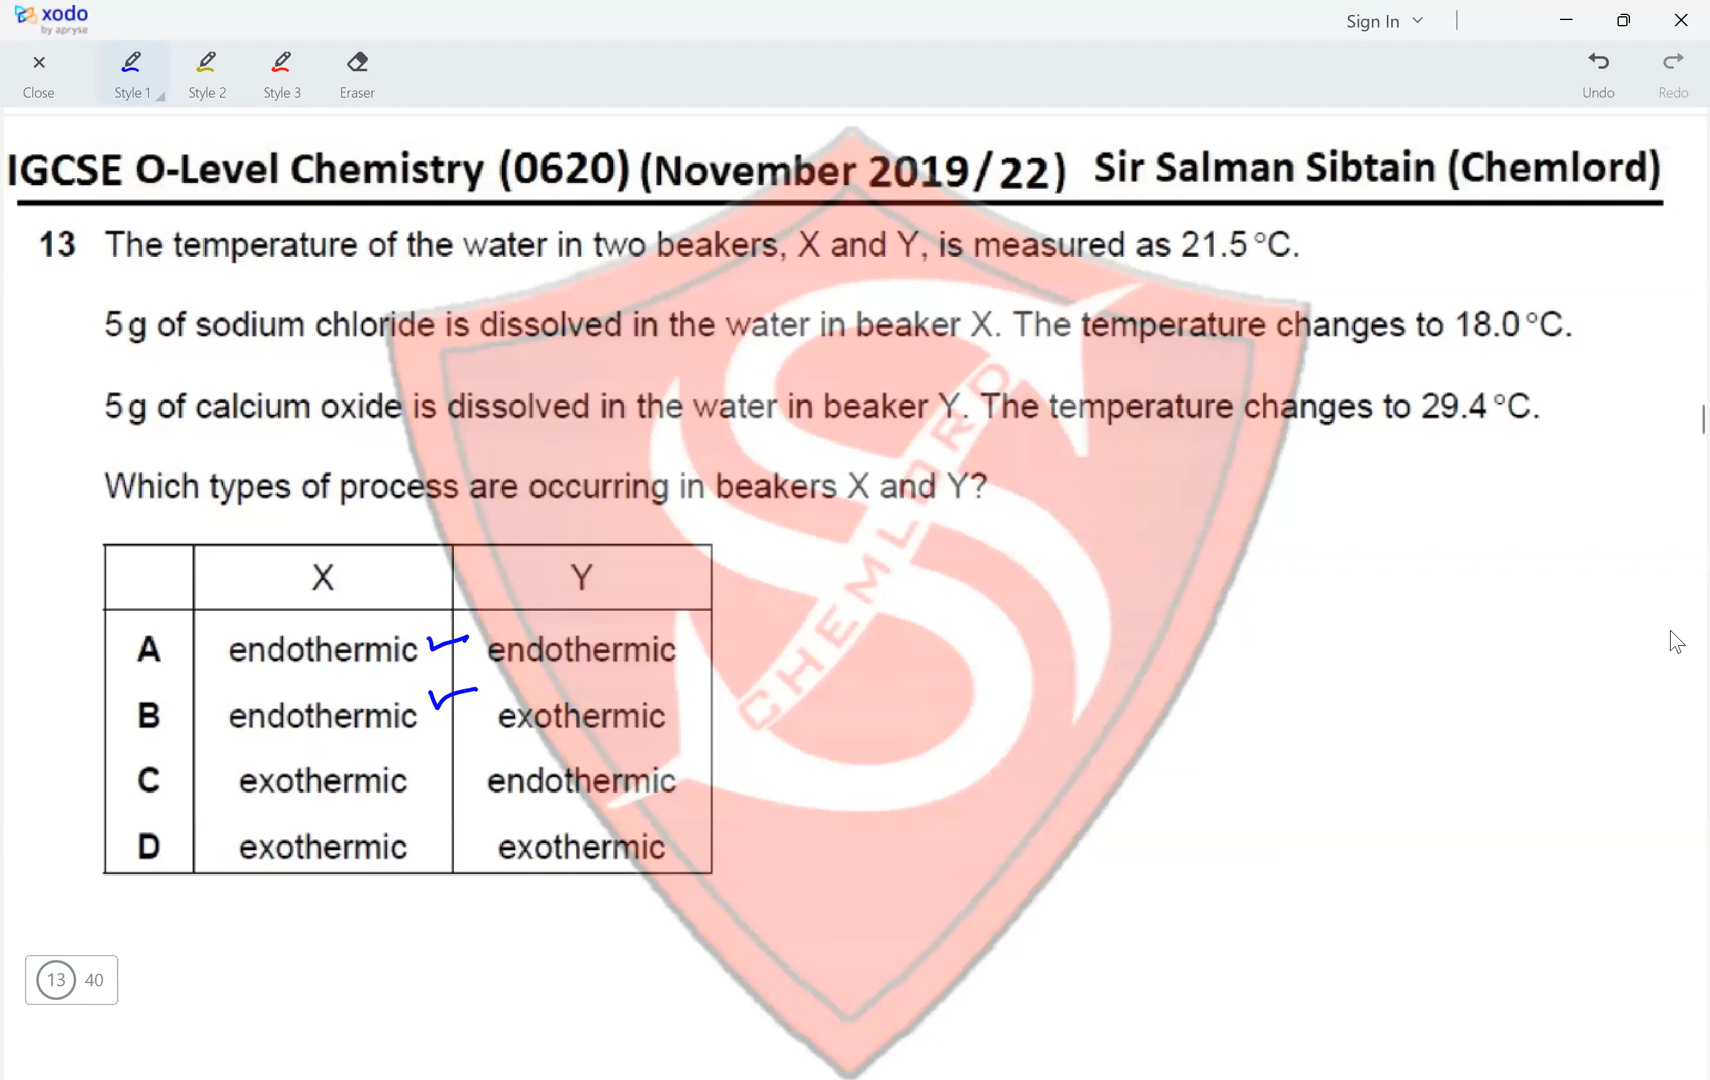 xodo
by apryse
Sign In
Close
Style 1
Style 2
Style 3
Eraser
Undo
Redo
IGCSE O-Level Chemistry (0620) (November 2019/22) Sir Salman Sibtain (Chemlord)
13 The temperature of the water in two beakers, X and Y, is measured as 21.5 °C.
5 g of sodium chloride is dissolved in the water in beaker X. The temperature changes to 18.0 °C.
5 g of calcium oxide is dissolved in the water in beaker Y. The temperature changes to 29.4 °C.
Which types of process are occurring in beakers X and Y?
X Y
A endothermic endothermic
B endothermic exothermic
C exothermic endothermic
D exothermic exothermic
CHEMLORD
13 40